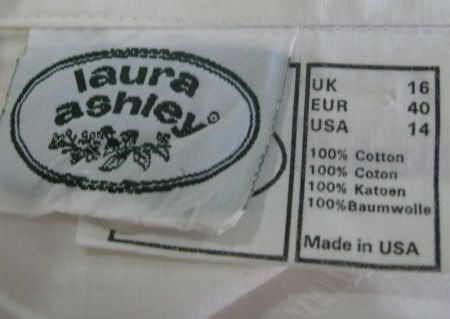 laura
ashley®
UK 16
EUR 40
USA 14
100% Cotton
100% Coton
100% Katoen
100%Baumwolle
Made in USA